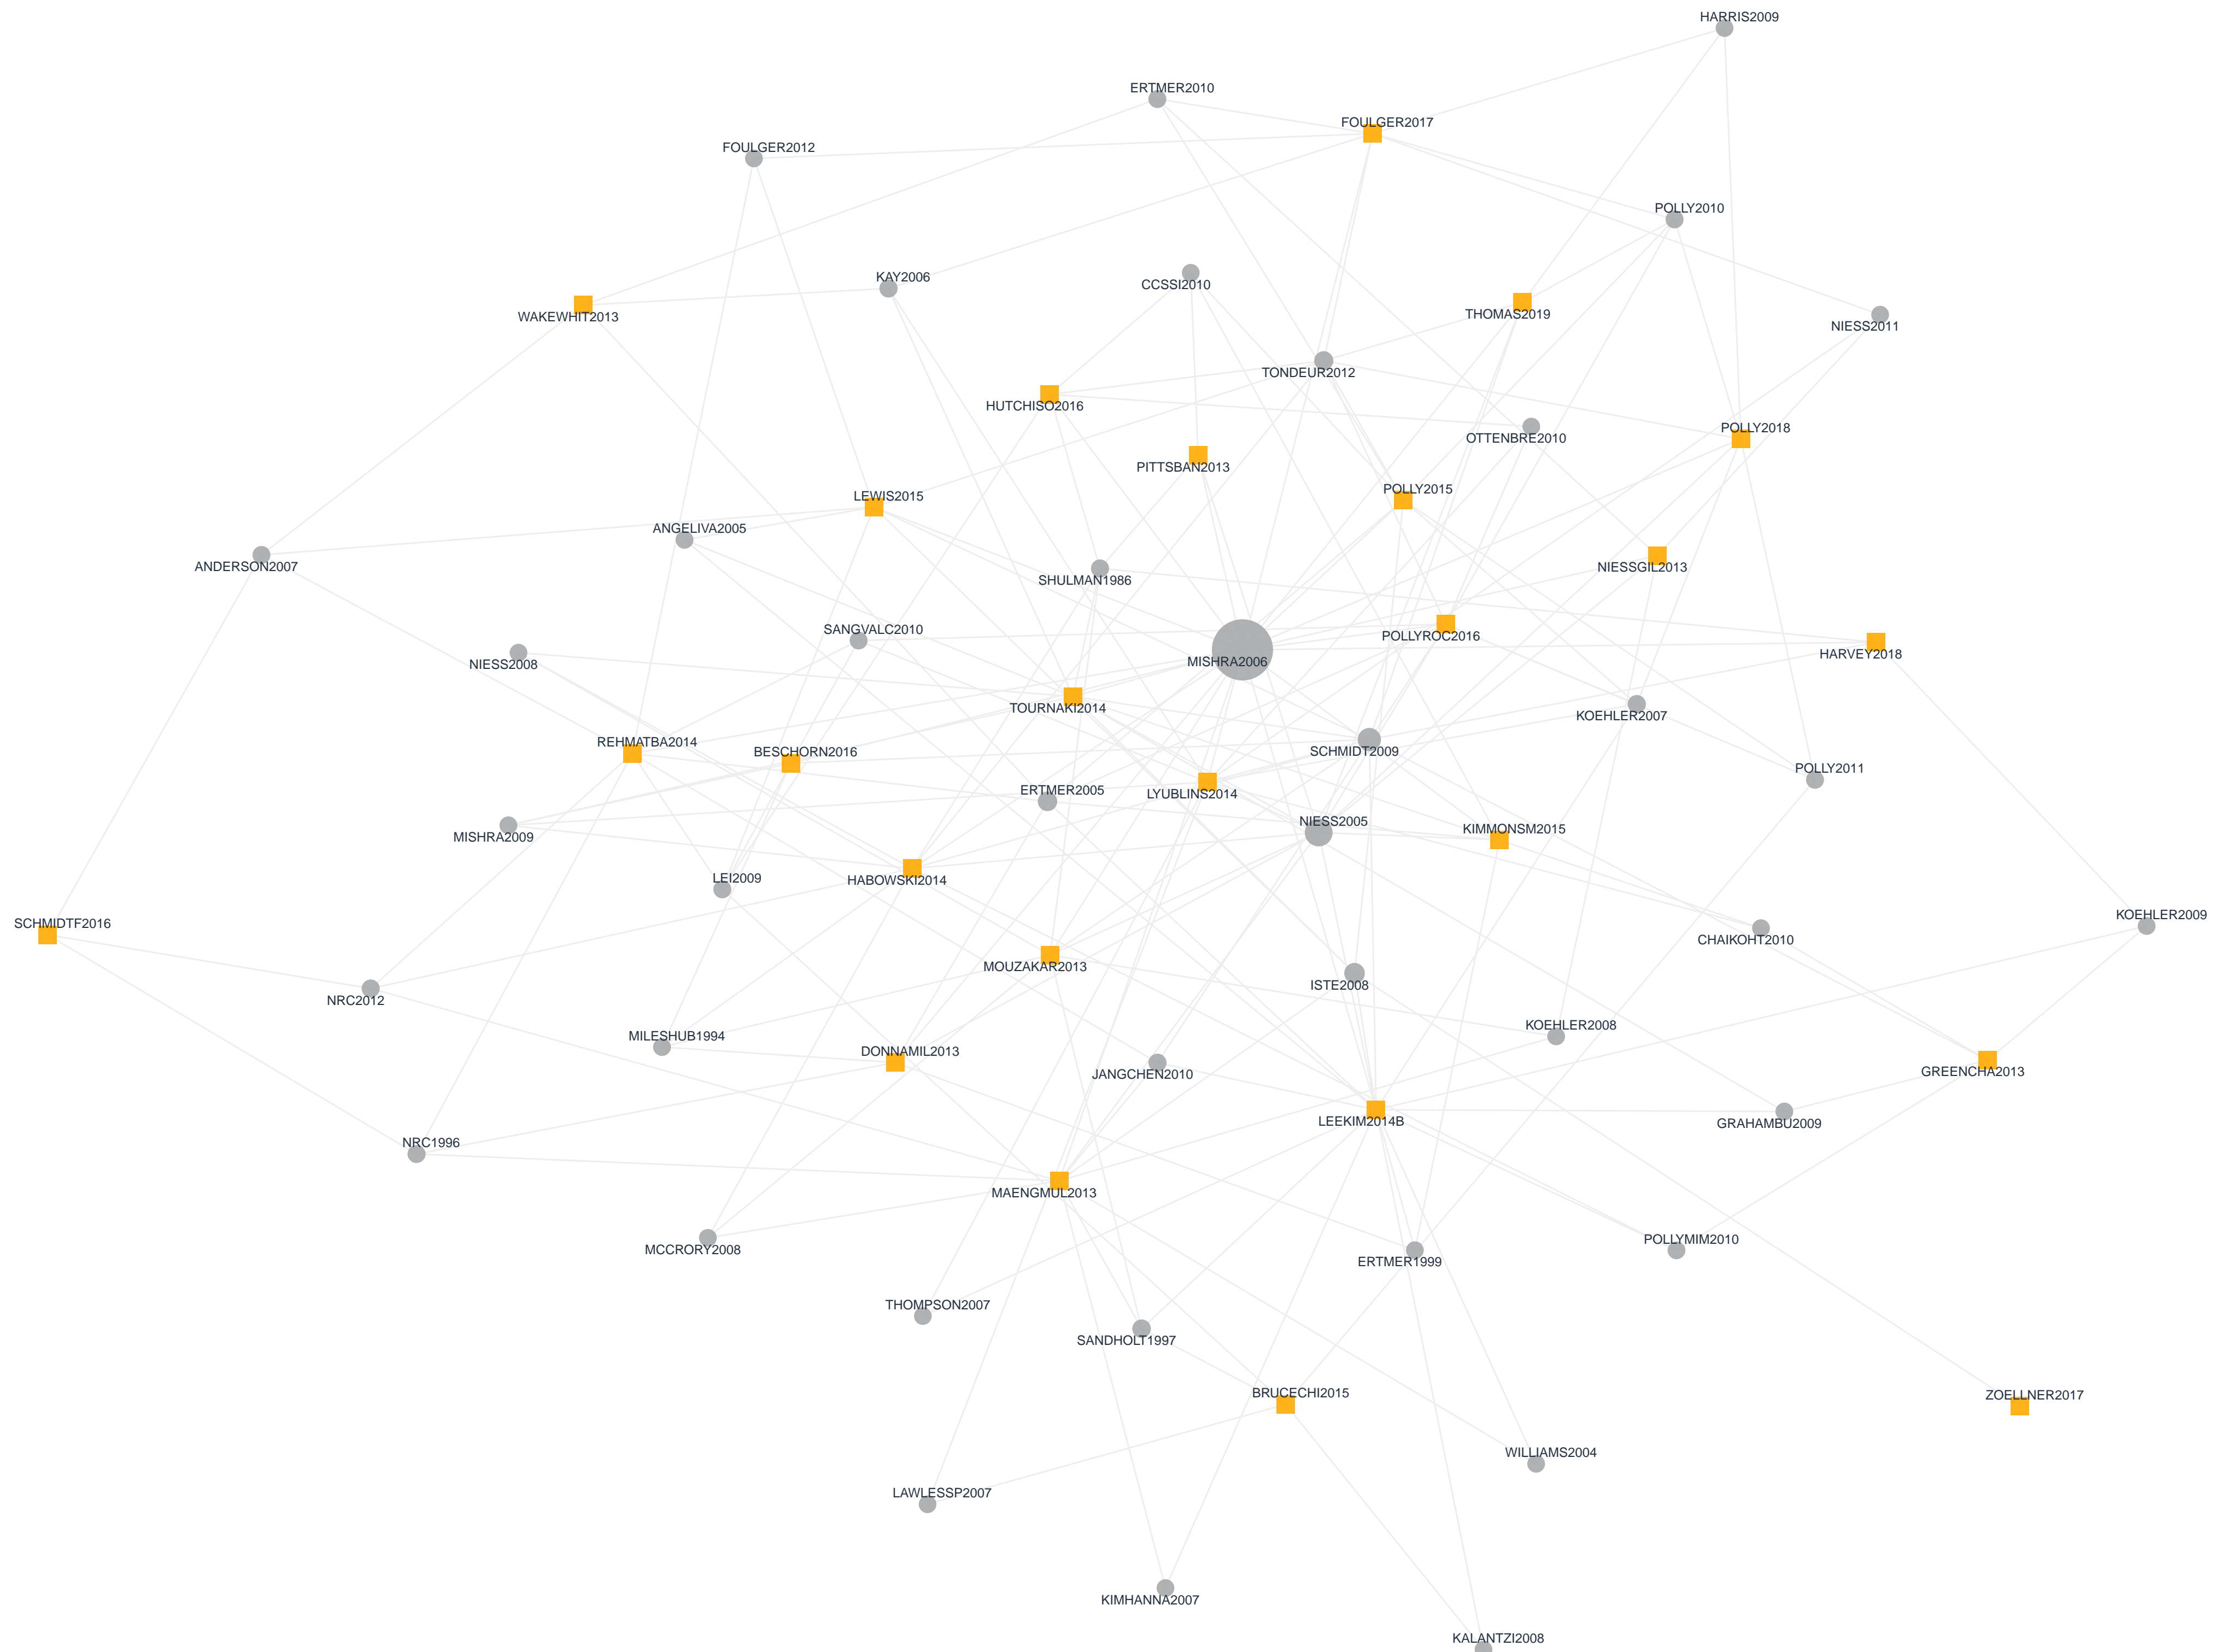 HARRIS2009
ERTMER2010
FOULGER2017
FOULGER2012
POLLY2010
KAY2006
CCSSI2010
WAKEWHIT2013
THOMAS2019
NIESS2011
TONDEUR2012
HUTCHISO2016
POLLY2018
OTTENBRE2010
PITTSBAN2013
POLLY2015
LEWIS2015
ANGELIVA2005
ANDERSON2007
NIESSGIL2013
SHULMAN1986
SANGVALC2010
POLLYROC2016
HARVEY2018
MISHRA2006
NIESS2008
TOURNAKI2014
KOEHLER2007
REHMATBA2014
BESCHORN2016
SCHMIDT2009
POLLY2011
ERTMER2005
LYUBLINS2014
NIESS2005
KIMMONSM2015
MISHRA2009
LEI2009
HABOWSKI2014
KOEHLER2009
SCHMIDTF2016
CHAIKOHT2010
MOUZAKAR2013
ISTE2008
NRC2012
KOEHLER2008
MILESHUB1994
DONNAMIL2013
JANGCHEN2010
GREENCHA2013
LEEKIM2014B
GRAHAMBU2009
NRC1996
MAENGMUL2013
POLLYMIM2010
MCCRORY2008
ERTMER1999
THOMPSON2007
SANDHOLT1997
BRUCECHI2015
ZOELLNER2017
WILLIAMS2004
LAWLESSP2007
KIMHANNA2007
KALANTZI2008